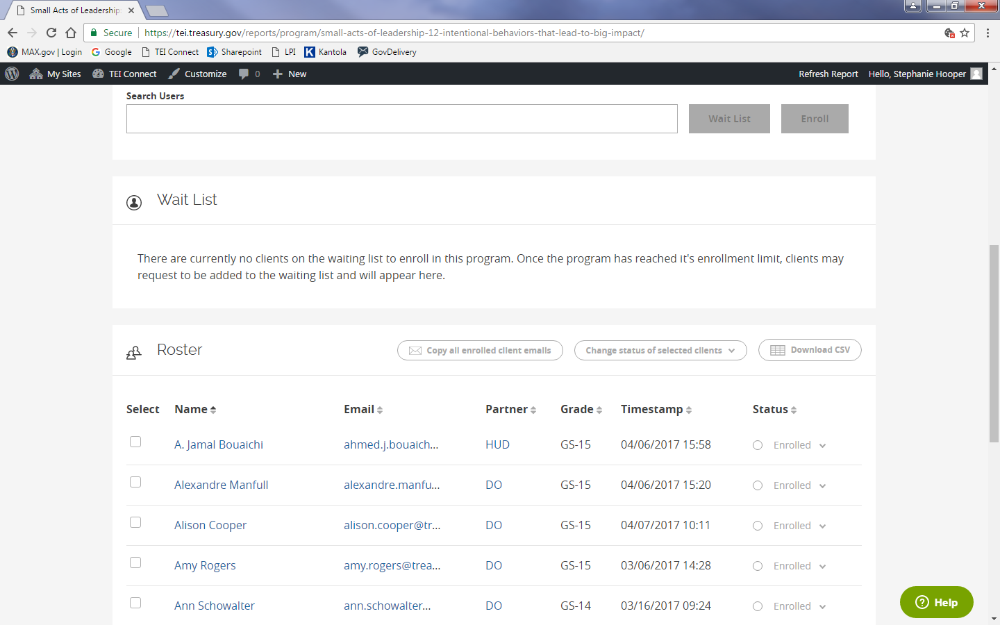 Small Acts of Leadership:
Secure https://tei.treasury.gov/reports/program/small-acts-of-leadership-12-intentional-behaviors-that-lead-to-big-impact/
MAX.gov | Login Google TEI Connect Sharepoint LPI Kantola GovDelivery
My Sites TEI Connect Customize 0 New Refresh Report Hello, Stephanie Hooper
Search Users
Wait List Enroll
Wait List
There are currently no clients on the waiting list to enroll in this program. Once the program has reached it's enrollment limit, clients may
request to be added to the waiting list and will appear here.
Roster Copy all enrolled client emails Change status of selected clients Download CSV
Select Name Email Partner Grade Timestamp Status
A. Jamal Bouaichi ahmed.j.bouaich... HUD GS-15 04/06/2017 15:58 Enrolled
Alexandre Manfull alexandre.manfu... DO GS-15 04/06/2017 15:20 Enrolled
Alison Cooper alison.cooper@tr... DO GS-15 04/07/2017 10:11 Enrolled
Amy Rogers amy.rogers@trea... DO GS-15 03/06/2017 14:28 Enrolled
Ann Schowalter ann.schowalter... DO GS-14 03/16/2017 09:24 Enrolled
Help